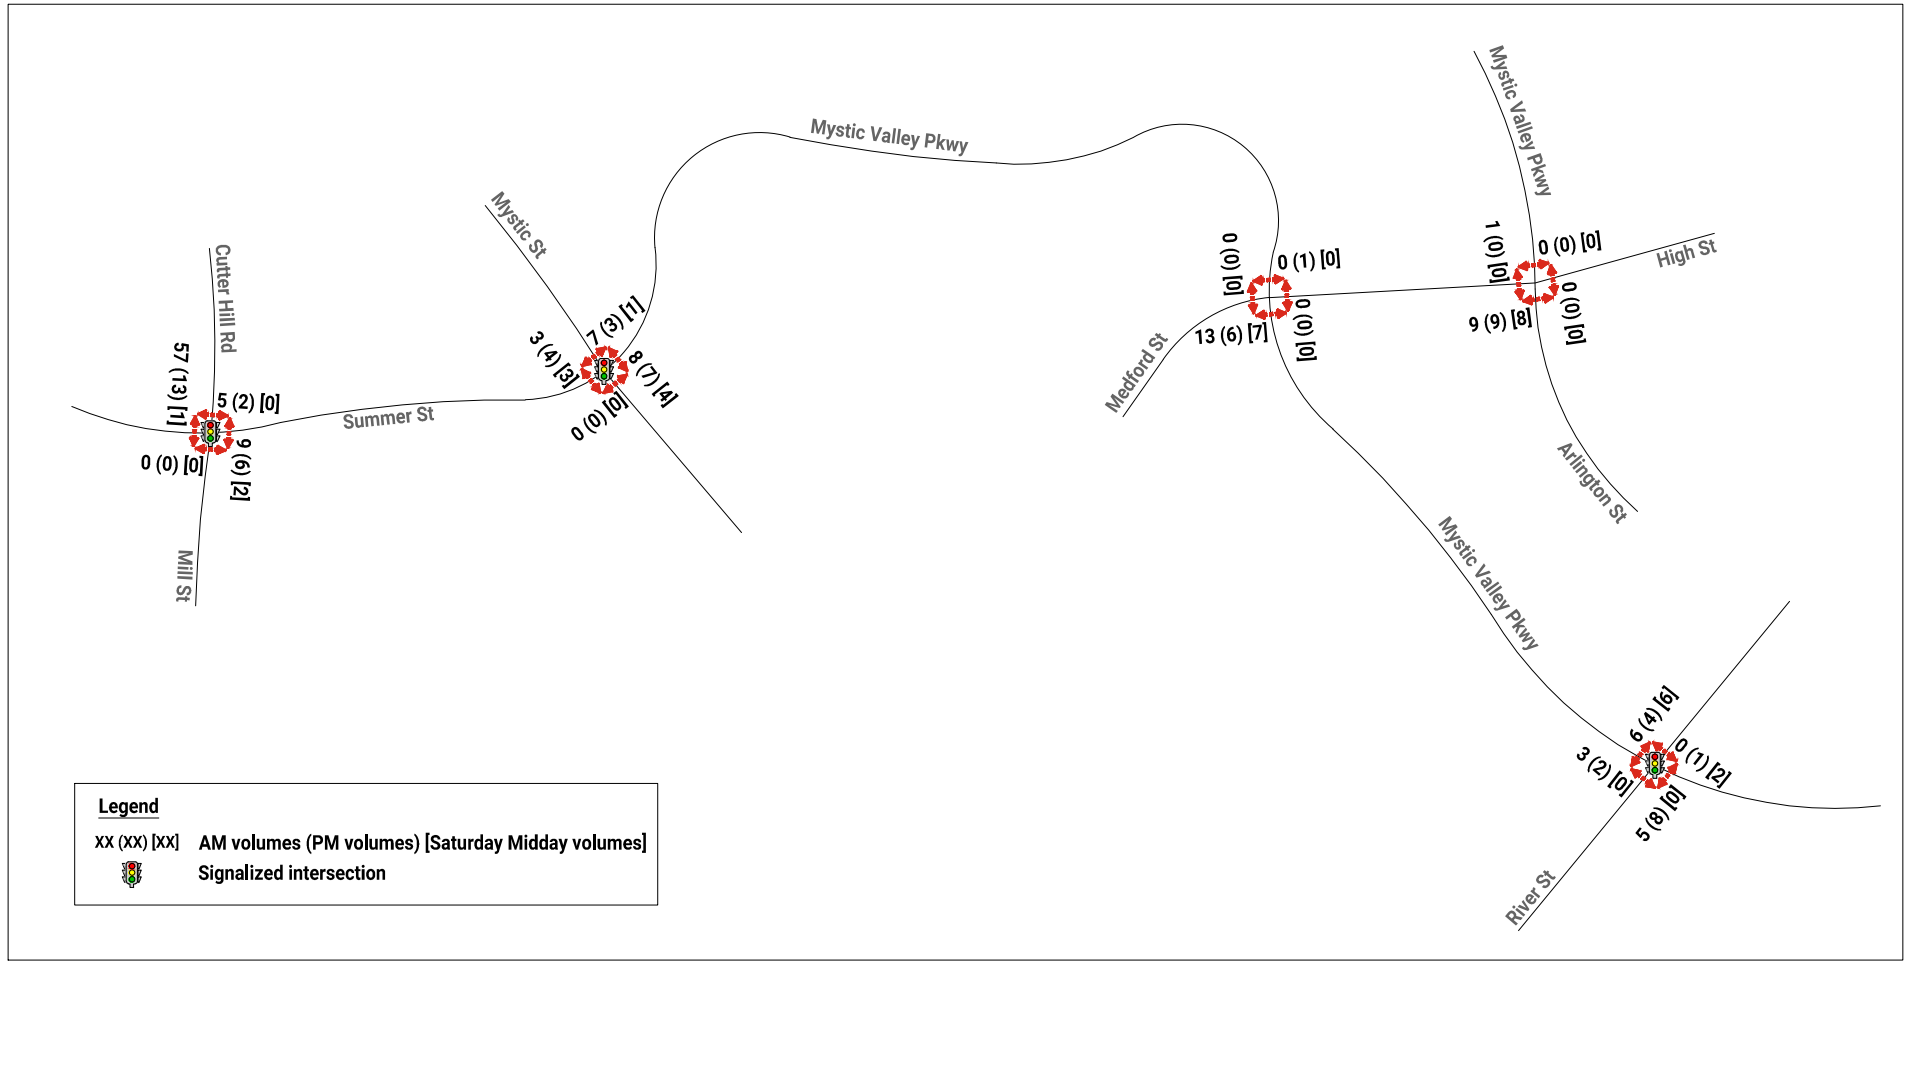 Mystic Valley Pkwy
Mystic Valley Pkwy
Mystic St
Cutter Hill Rd
1 (0) [0]
0 (0) [0]
High St
0 (0) [0]
0 (1) [0]
0 (0) [0]
9 (9) [8]
0 (0) [0]
13 (6) [7]
7 (3) [1]
3 (4) [3]
8 (7) [4]
0 (0) [0]
Medford St
57 (13) [1]
5 (2) [0]
Summer St
0 (0) [0]
9 (6) [2]
Arlington St
Mill St
Mystic Valley Pkwy
6 (4) [6]
3 (2) [0]
0 (1) [2]
5 (8) [0]
River St
Legend
XX (XX) [XX] AM volumes (PM volumes) [Saturday Midday volumes]
Signalized intersection